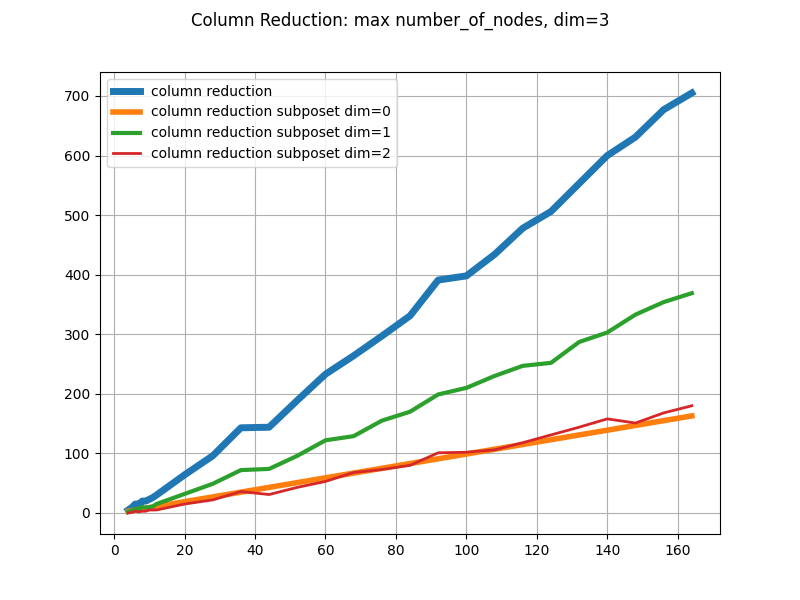 Column Reduction: max number_of_nodes, dim=3
column reduction
column reduction subposet dim=0
column reduction subposet dim=1
column reduction subposet dim=2
700
600
500
400
300
200
100
0
0 20 40 60 80 100 120 140 160